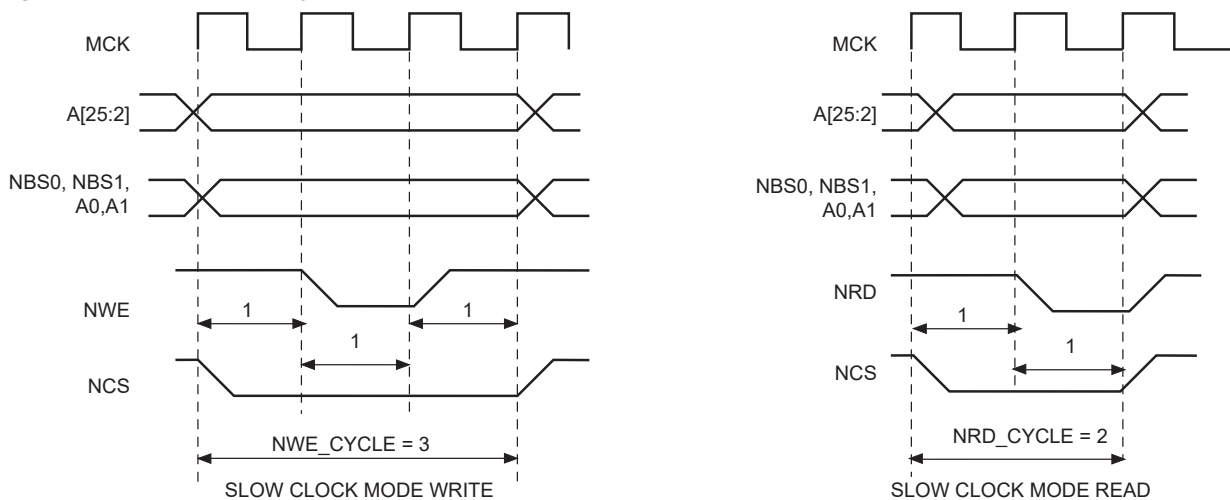 MCK
A[25:2]
NBS0, NBS1,
A0,A1
NWE
1
1
1
NCS
NWE_CYCLE = 3
SLOW CLOCK MODE WRITE
MCK
A[25:2]
NBS0, NBS1,
A0,A1
NRD
1
1
NCS
NRD_CYCLE = 2
SLOW CLOCK MODE READ